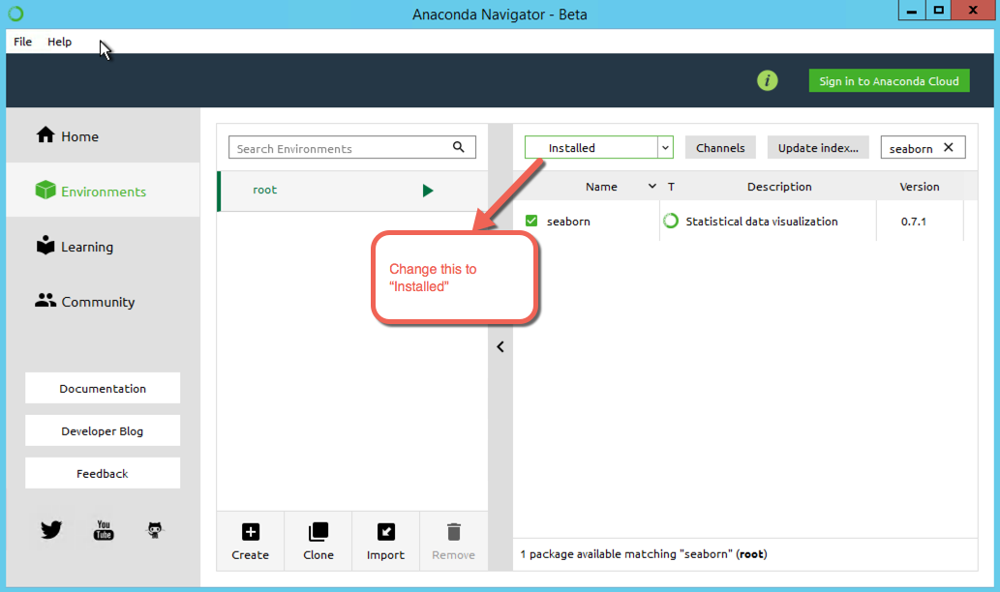 Anaconda Navigator - Beta
File Help
i
Sign in to Anaconda Cloud
Home
Environments
Learning
Community
Documentation
Developer Blog
Feedback
You
Tube
Search Environments
root
Create Clone Import Remove
Installed
Channels
Update index...
seaborn
Name T Description Version
seaborn Statistical data visualization 0.7.1
Change this to
“Installed”
1 package available matching "seaborn" (root)